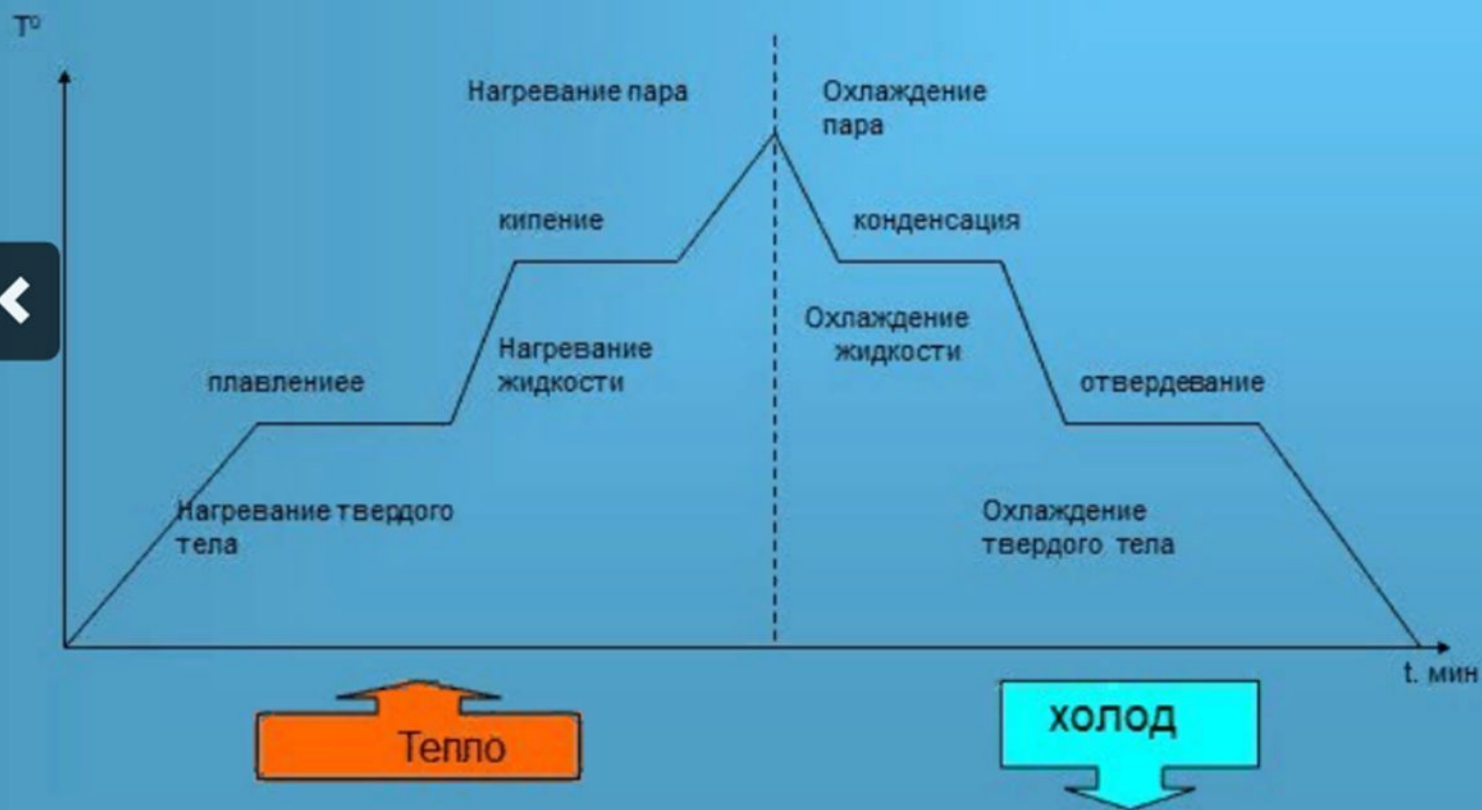 Tº
Нагревание пара
Охлаждение
пара
кипение
конденсация
Охлаждение
жидкости
Нагревание
жидкости
плавлениее
отвердевание
Нагревание твердого
тела
Охлаждение
твердого тела
t. мин
Тепло
холод